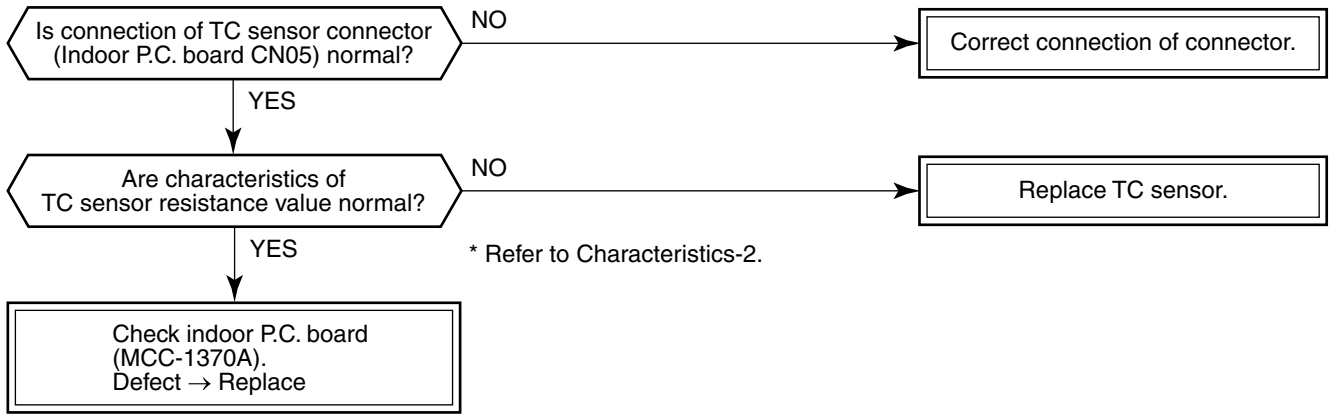 Is connection of TC sensor connector
(Indoor P.C. board CN05) normal?
NO
Correct connection of connector.
YES
Are characteristics of
TC sensor resistance value normal?
NO
Replace TC sensor.
YES
* Refer to Characteristics-2.
Check indoor P.C. board
(MCC-1370A).
Defect → Replace